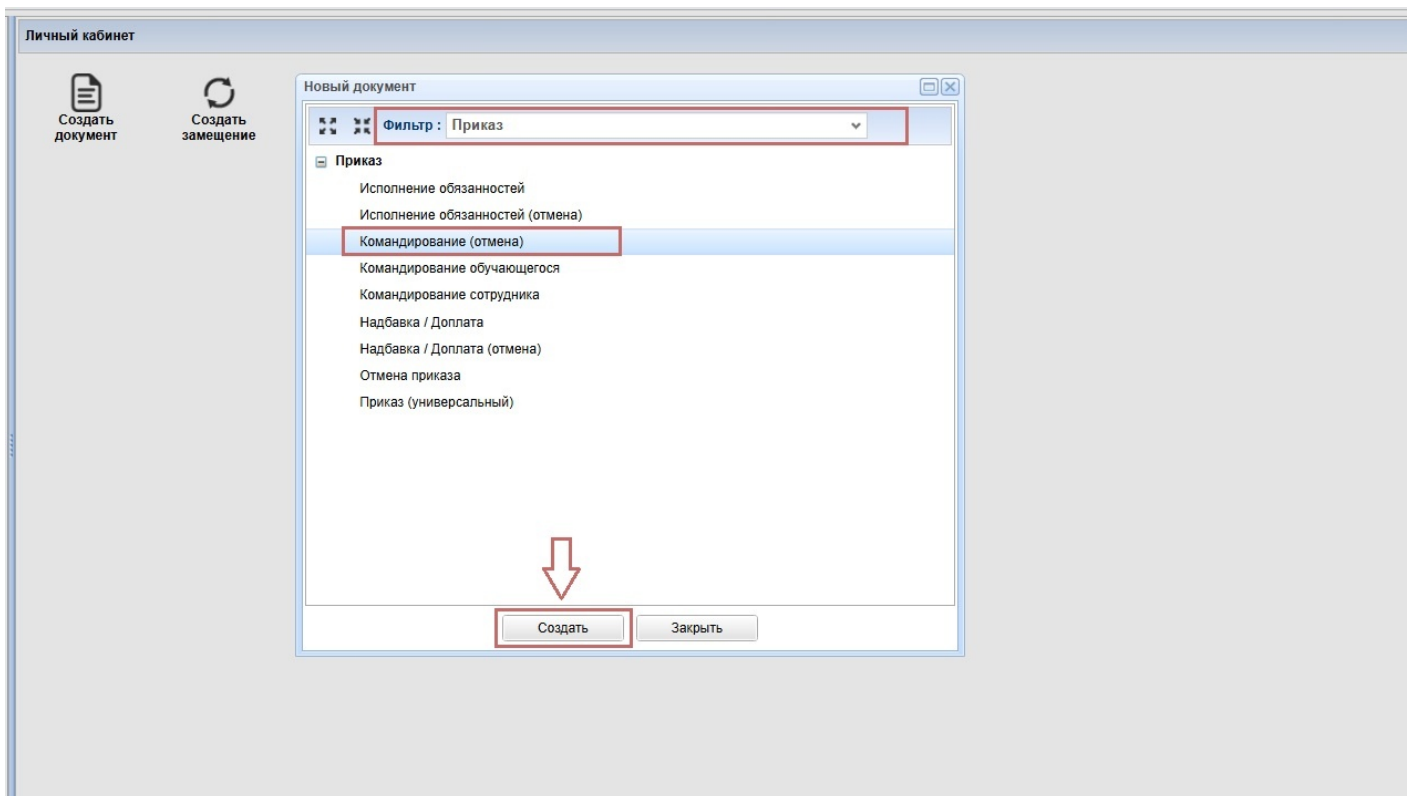 Личный кабинет
Создать
документ
Создать
замещение
Новый документ
Фильтр : Приказ
Приказ
Исполнение обязанностей
Исполнение обязанностей (отмена)
Командирование (отмена)
Командирование обучающегося
Командирование сотрудника
Надбавка / Доплата
Надбавка / Доплата (отмена)
Отмена приказа
Приказ (универсальный)
Создать
Закрыть